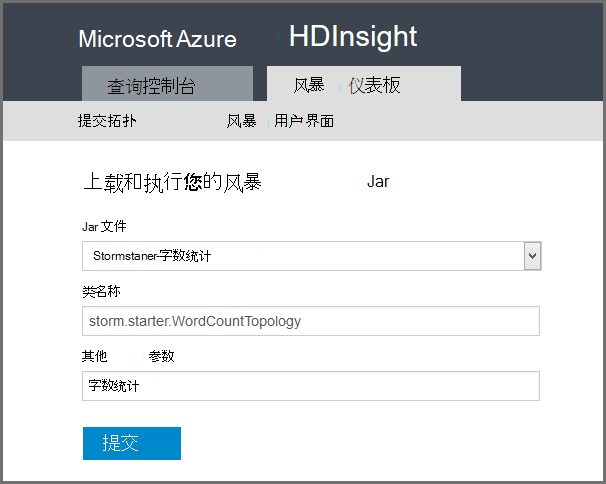 Microsoft Azure HDInsight
查询控制台 风暴 仪表板
提交拓扑 风暴 用户界面
上载和执行您的风暴 Jar
Jar 文件
Stormstaner-字数统计
类名称
storm.starter.WordCountTopology
其他 参数
字数统计
提交